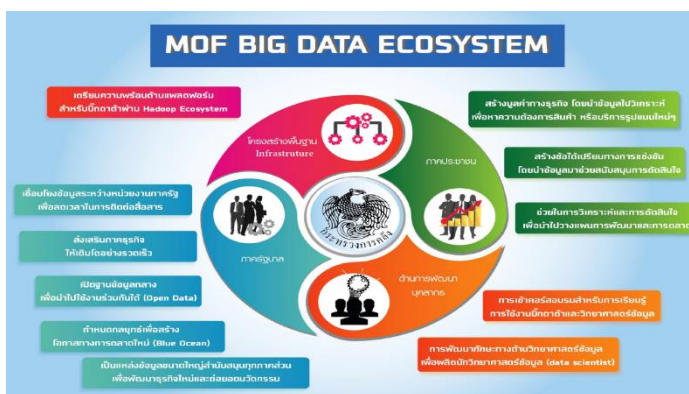 MOF BIG DATA ECOSYSTEM
เตรียมความพร้อมด้านแพลตฟอร์ม
สำหรับบิ๊กดาต้าผ่าน Hadoop Ecosystem
โครงสร้างพื้นฐาน
Infrastruture
ภาคประชาชน
สร้างมูลค่าทางธุรกิจ โดยนำข้อมูลไปวิเคราะห์
เพื่อหาความต้องการสินค้า หรือบริการรูปแบบใหม่ๆ
สร้างข้อได้เปรียบทางการแข่งขัน
โดยนำข้อมูลมาช่วยสนับสนุนการตัดสินใจ
ช่วยในการวิเคราะห์และการตัดสินใจ
เพื่อนำไปวางแผนการพัฒนาและการตลาด
เชื่อมโยงข้อมูลระหว่างหน่วยงานภาครัฐ
เพื่อลดเวลาในการติดต่อสื่อสาร
ส่งเสริมภาคธุรกิจ
ให้เติบโตอย่างรวดเร็ว
เปิดฐานข้อมูลกลาง
เพื่อนำไปใช้งานร่วมกันได้ (Open Data)
กำหนดกลยุทธ์เพื่อสร้าง
โอกาสทางการตลาดใหม่ (Blue Ocean)
เป็นแหล่งข้อมูลขนาดใหญ่สนับสนุนทุกภาคส่วน
เพื่อพัฒนาธุรกิจใหม่และต่อยอดนวัตกรรม
ภาครัฐบาล
กระทรวงการคลัง
ด้านการพัฒนา
บุคลากร
การเข้าคอร์สอบรมสำหรับการเรียนรู้
การใช้งานบิ๊กดาต้าและวิทยาศาสตร์ข้อมูล
การพัฒนาทักษะทางด้านวิทยาศาสตร์ข้อมูล
เพื่อผลิตนักวิทยาศาสตร์ข้อมูล (data scientist)